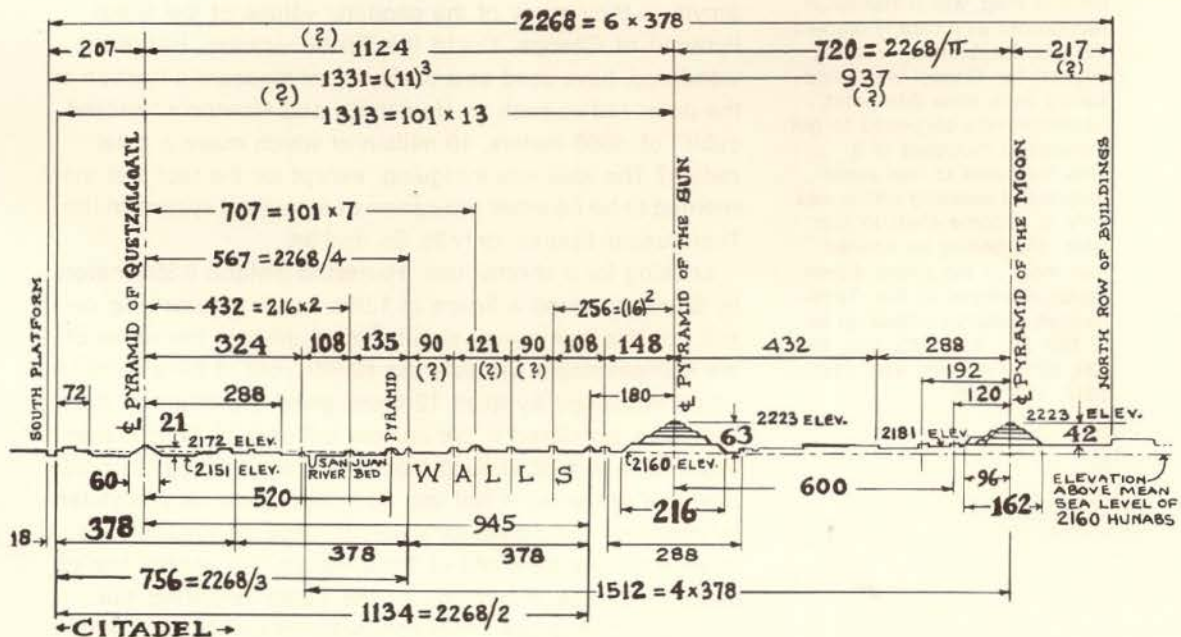 2268 = 6 × 378
(?)
207
1124
720 = 2268/π
217
(?)
1331 = (11)³
937
(?)
(?)
1313 = 101 × 13
SOUTH PLATFORM
℄ PYRAMID OF QUETZALCOATL
℄ PYRAMID OF THE SUN
℄ PYRAMID OF THE MOON
NORTH ROW OF BUILDINGS
707 = 101 × 7
567 = 2268/4
432 = 216 × 2
256 = (16)²
324
108
135
90
(?)
121
(?)
90
(?)
108
148
432
288
192
72
288
PYRAMID
180
120
21
2172 ELEV.
2151 ELEV.
63
2223 ELEV.
2160 ELEV.
2181 ELEV.
2223 ELEV.
42
SAN JUAN
RIVER BED
WALLS
60
520
216
600
96
162
ELEVATION
ABOVE MEAN
SEA LEVEL OF
2160 HUNABS
378
945
18
378
378
288
756 = 2268/3
1512 = 4 × 378
1134 = 2268/2
CITADEL